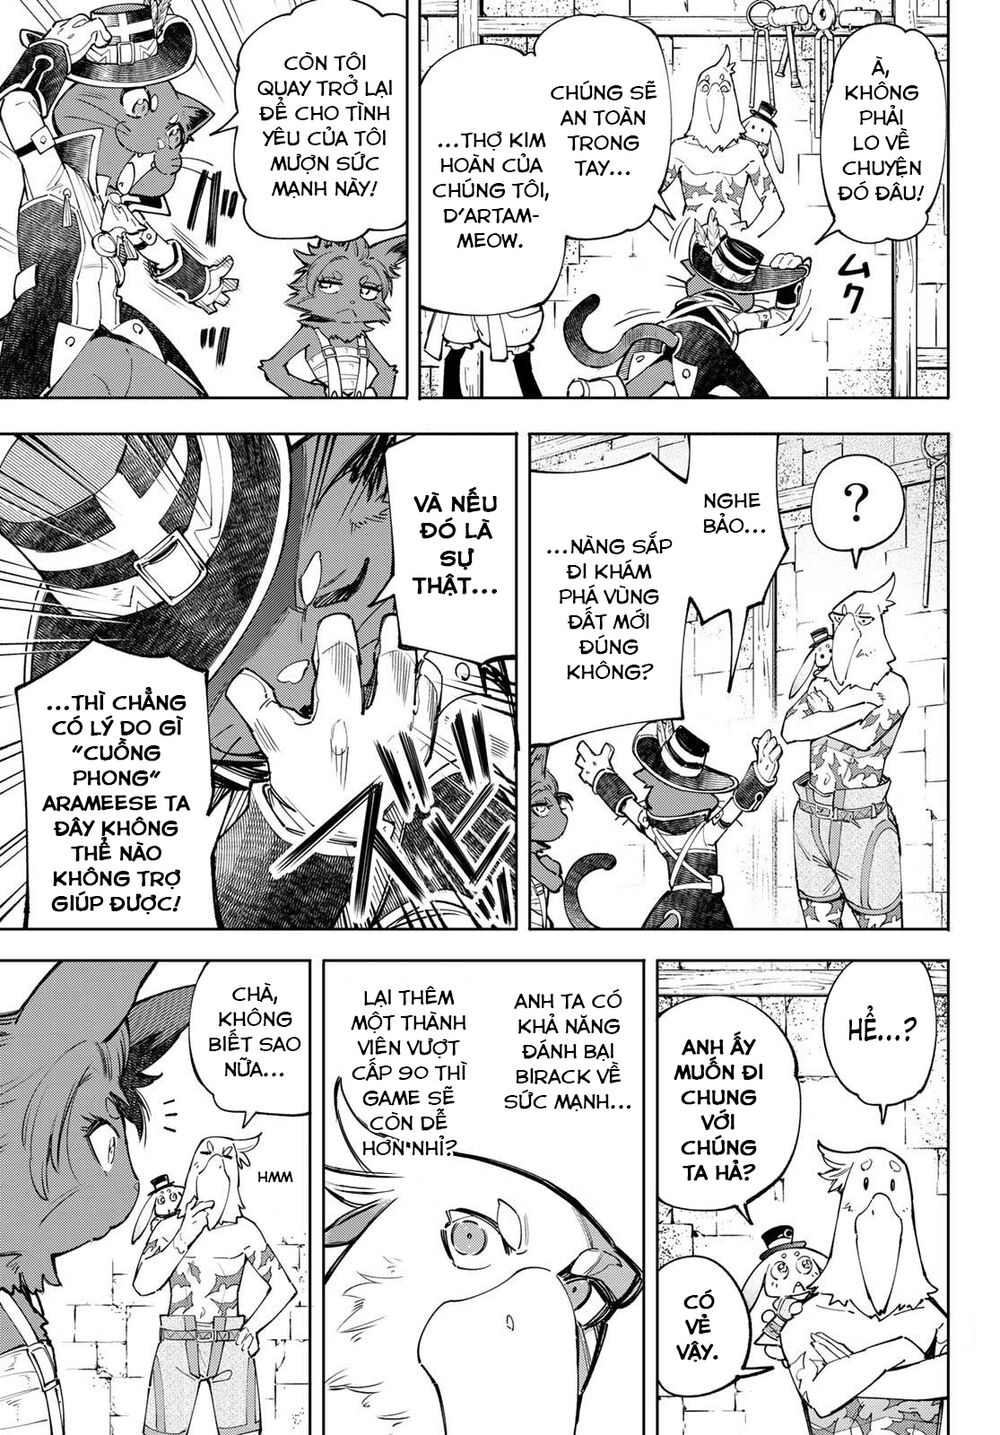 À,
KHÔNG
PHẢI
LO VỀ
CHUYỆN
ĐÓ ĐÂU!
CHÚNG SẼ
AN TOÀN
TRONG
TAY...
...THỢ KIM
HOÀN CỦA
CHÚNG TÔI,
D'ARTAM-
MEOW.
ムワ
CÒN TÔI
QUAY TRỞ LẠI
ĐỂ CHO TÌNH
YÊU CỦA TÔI
MƯỢN SỨC
MẠNH NÀY!
?
NGHE
BẢO...
...NÀNG SẮP
ĐI KHÁM
PHÁ VÙNG
ĐẤT MỚI
ĐÚNG
KHÔNG?
VÀ NẾU
ĐÓ LÀ
SỰ
THẬT...
...THÌ CHẲNG
CÓ LÝ DO GÌ
"CUỒNG
PHONG"
ARAMEESE TA
ĐÂY KHÔNG
THỂ NÀO
KHÔNG TRỢ
GIÚP ĐƯỢC!
HỂ...?
ANH ẤY
MUỐN ĐI
CHUNG
VỚI
CHÚNG
TA HẢ?
CÓ
VẺ
VẬY.
ANH TA CÓ
KHẢ NĂNG
ĐÁNH BẠI
BIRACK VỀ
SỨC MẠNH...
LẠI THÊM
MỘT THÀNH
VIÊN VƯỢT
CẤP 90 THÌ
GAME SẼ
CÒN DỄ
HƠN NHỈ?
CHÀ,
KHÔNG
BIẾT SAO
NỮA...
HMM